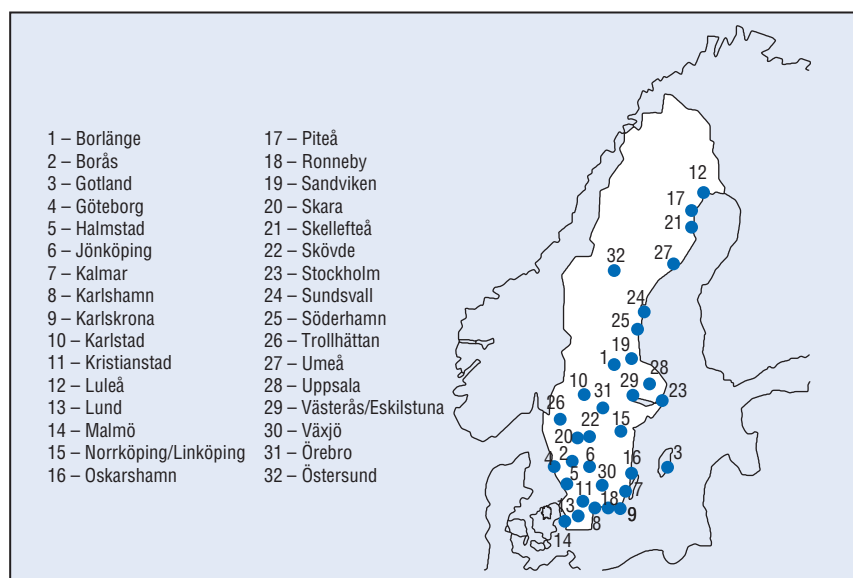 1 – Borlänge
2 – Borås
3 – Gotland
4 – Göteborg
5 – Halmstad
6 – Jönköping
7 – Kalmar
8 – Karlshamn
9 – Karlskrona
10 – Karlstad
11 – Kristianstad
12 – Luleå
13 – Lund
14 – Malmö
15 – Norrköping/Linköping
16 – Oskarshamn
17 – Piteå
18 – Ronneby
19 – Sandviken
20 – Skara
21 – Skellefteå
22 – Skövde
23 – Stockholm
24 – Sundsvall
25 – Söderhamn
26 – Trollhättan
27 – Umeå
28 – Uppsala
29 – Västerås/Eskilstuna
30 – Växjö
31 – Örebro
32 – Östersund
12
17
21
27
32
24
25
19
1
28
10
29
31
23
26
22
15
20
2
6
4
16
3
5
30
7
11
18
13
8
9
14